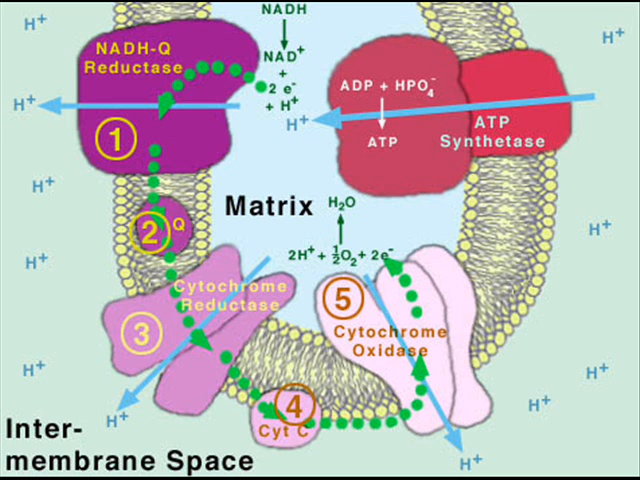 NADH
NAD+
+
2 e-
+ H+
NADH-Q
Reductase
1
H+
H+
H+
H+
H+
H+
H+
ADP + HPO4-
ATP
ATP
Synthetase
H+
H+
H+
H+
Matrix
H2O
2H+ + ½O2 + 2e-
2
Q
Cytochrome
Reductase
3
5
Cytochrome
Oxidase
4
Cyt C
H+
H+
H+
Inter-
membrane Space